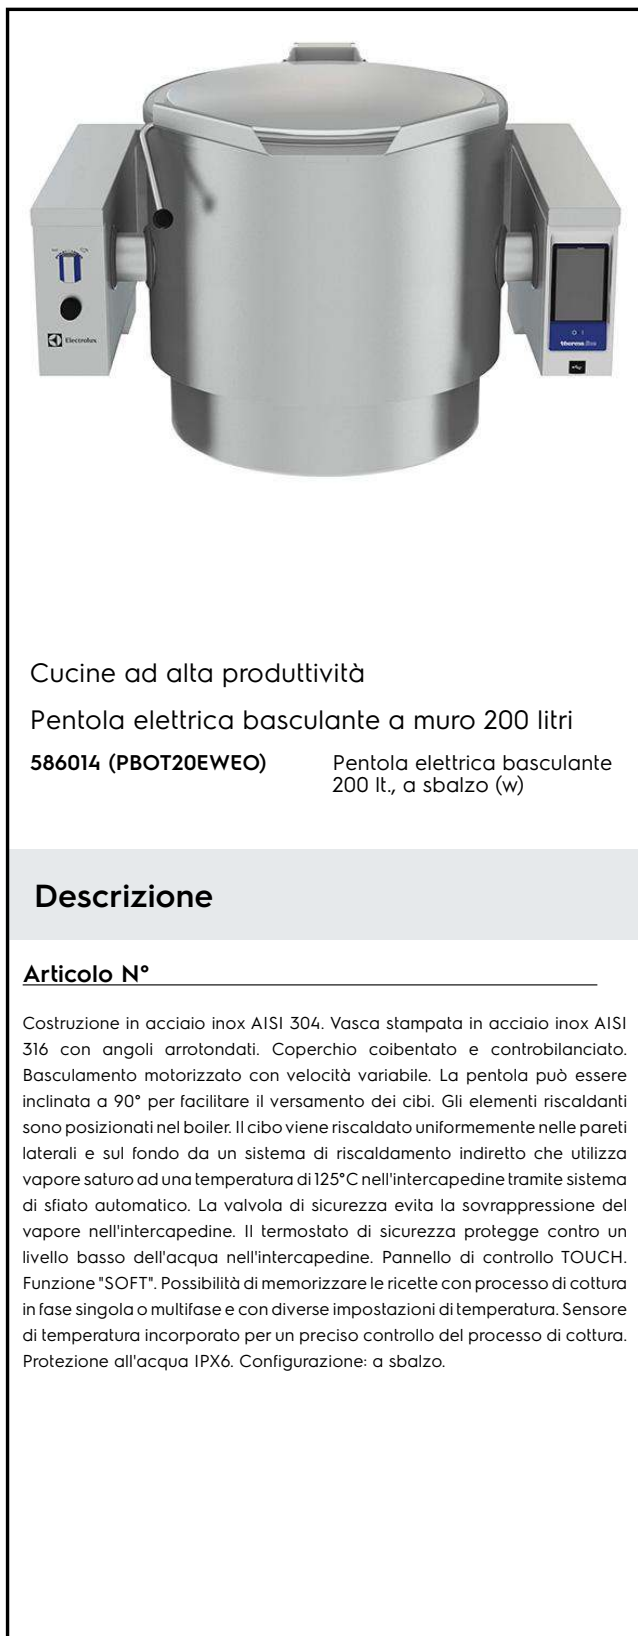 Electrolux
thermaline
Cucine ad alta produttività
Pentola elettrica basculante a muro 200 litri
586014 (PBOT20EWEO)
Pentola elettrica basculante
200 lt., a sbalzo (w)
Descrizione
Articolo N°
Costruzione in acciaio inox AISI 304. Vasca stampata in acciaio inox AISI
316 con angoli arrotondati. Coperchio coibentato e controbilanciato.
Basculamento motorizzato con velocità variabile. La pentola può essere
inclinata a 90° per facilitare il versamento dei cibi. Gli elementi riscaldanti
sono posizionati nel boiler. Il cibo viene riscaldato uniformemente nelle pareti
laterali e sul fondo da un sistema di riscaldamento indiretto che utilizza
vapore saturo ad una temperatura di 125°C nell'intercapedine tramite sistema
di sfiato automatico. La valvola di sicurezza evita la sovrappressione del
vapore nell'intercapedine. Il termostato di sicurezza protegge contro un
livello basso dell'acqua nell'intercapedine. Pannello di controllo TOUCH.
Funzione "SOFT". Possibilità di memorizzare le ricette con processo di cottura
in fase singola o multifase e con diverse impostazioni di temperatura. Sensore
di temperatura incorporato per un preciso controllo del processo di cottura.
Protezione all'acqua IPX6. Configurazione: a sbalzo.